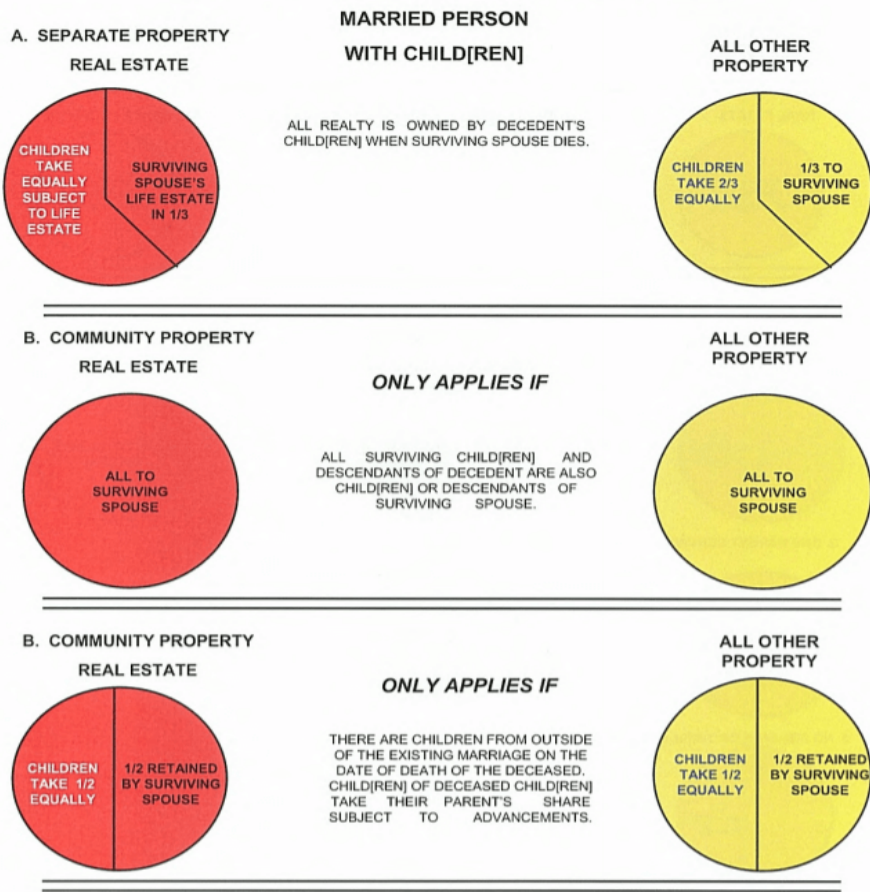 MARRIED PERSON
WITH CHILD[REN]
A. SEPARATE PROPERTY
REAL ESTATE
CHILDREN
TAKE
EQUALLY
SUBJECT
TO LIFE
ESTATE
SURVIVING
SPOUSE'S
LIFE ESTATE
IN 1/3
ALL REALTY IS OWNED BY DECEDENT'S
CHILD[REN] WHEN SURVIVING SPOUSE DIES.
ALL OTHER
PROPERTY
CHILDREN
TAKE 2/3
EQUALLY
1/3 TO
SURVIVING
SPOUSE
B. COMMUNITY PROPERTY
REAL ESTATE
ALL TO
SURVIVING
SPOUSE
ONLY APPLIES IF
ALL SURVIVING CHILD[REN] AND
DESCENDANTS OF DECEDENT ARE ALSO
CHILD[REN] OR DESCENDANTS OF
SURVIVING SPOUSE.
ALL OTHER
PROPERTY
ALL TO
SURVIVING
SPOUSE
B. COMMUNITY PROPERTY
REAL ESTATE
CHILDREN
TAKE 1/2
EQUALLY
1/2 RETAINED
BY SURVIVING
SPOUSE
ONLY APPLIES IF
THERE ARE CHILDREN FROM OUTSIDE
OF THE EXISTING MARRIAGE ON THE
DATE OF DEATH OF THE DECEASED.
CHILD[REN] OF DECEASED CHILD[REN]
TAKE THEIR PARENT'S SHARE
SUBJECT TO ADVANCEMENTS.
ALL OTHER
PROPERTY
CHILDREN
TAKE 1/2
EQUALLY
1/2 RETAINED
BY SURVIVING
SPOUSE